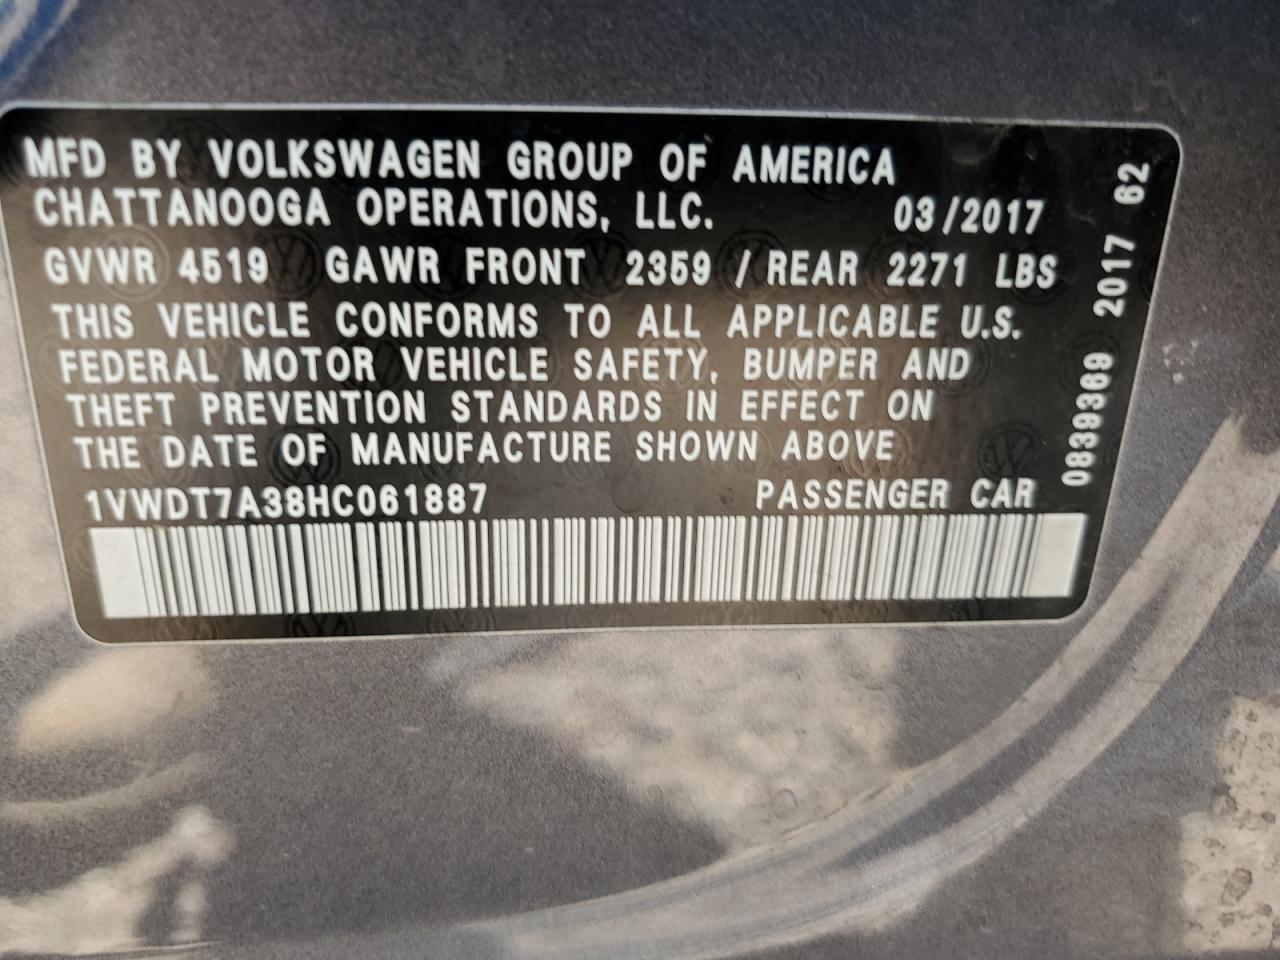 MFD BY VOLKSWAGEN GROUP OF AMERICA
CHATTANOOGA OPERATIONS, LLC. 03/2017
GVWR 4519 GAWR FRONT 2359 / REAR 2271 LBS
THIS VEHICLE CONFORMS TO ALL APPLICABLE U.S.
FEDERAL MOTOR VEHICLE SAFETY, BUMPER AND
THEFT PREVENTION STANDARDS IN EFFECT ON
THE DATE OF MANUFACTURE SHOWN ABOVE
1VWDT7A38HC061887 PASSENGER CAR
0839369 2017 62